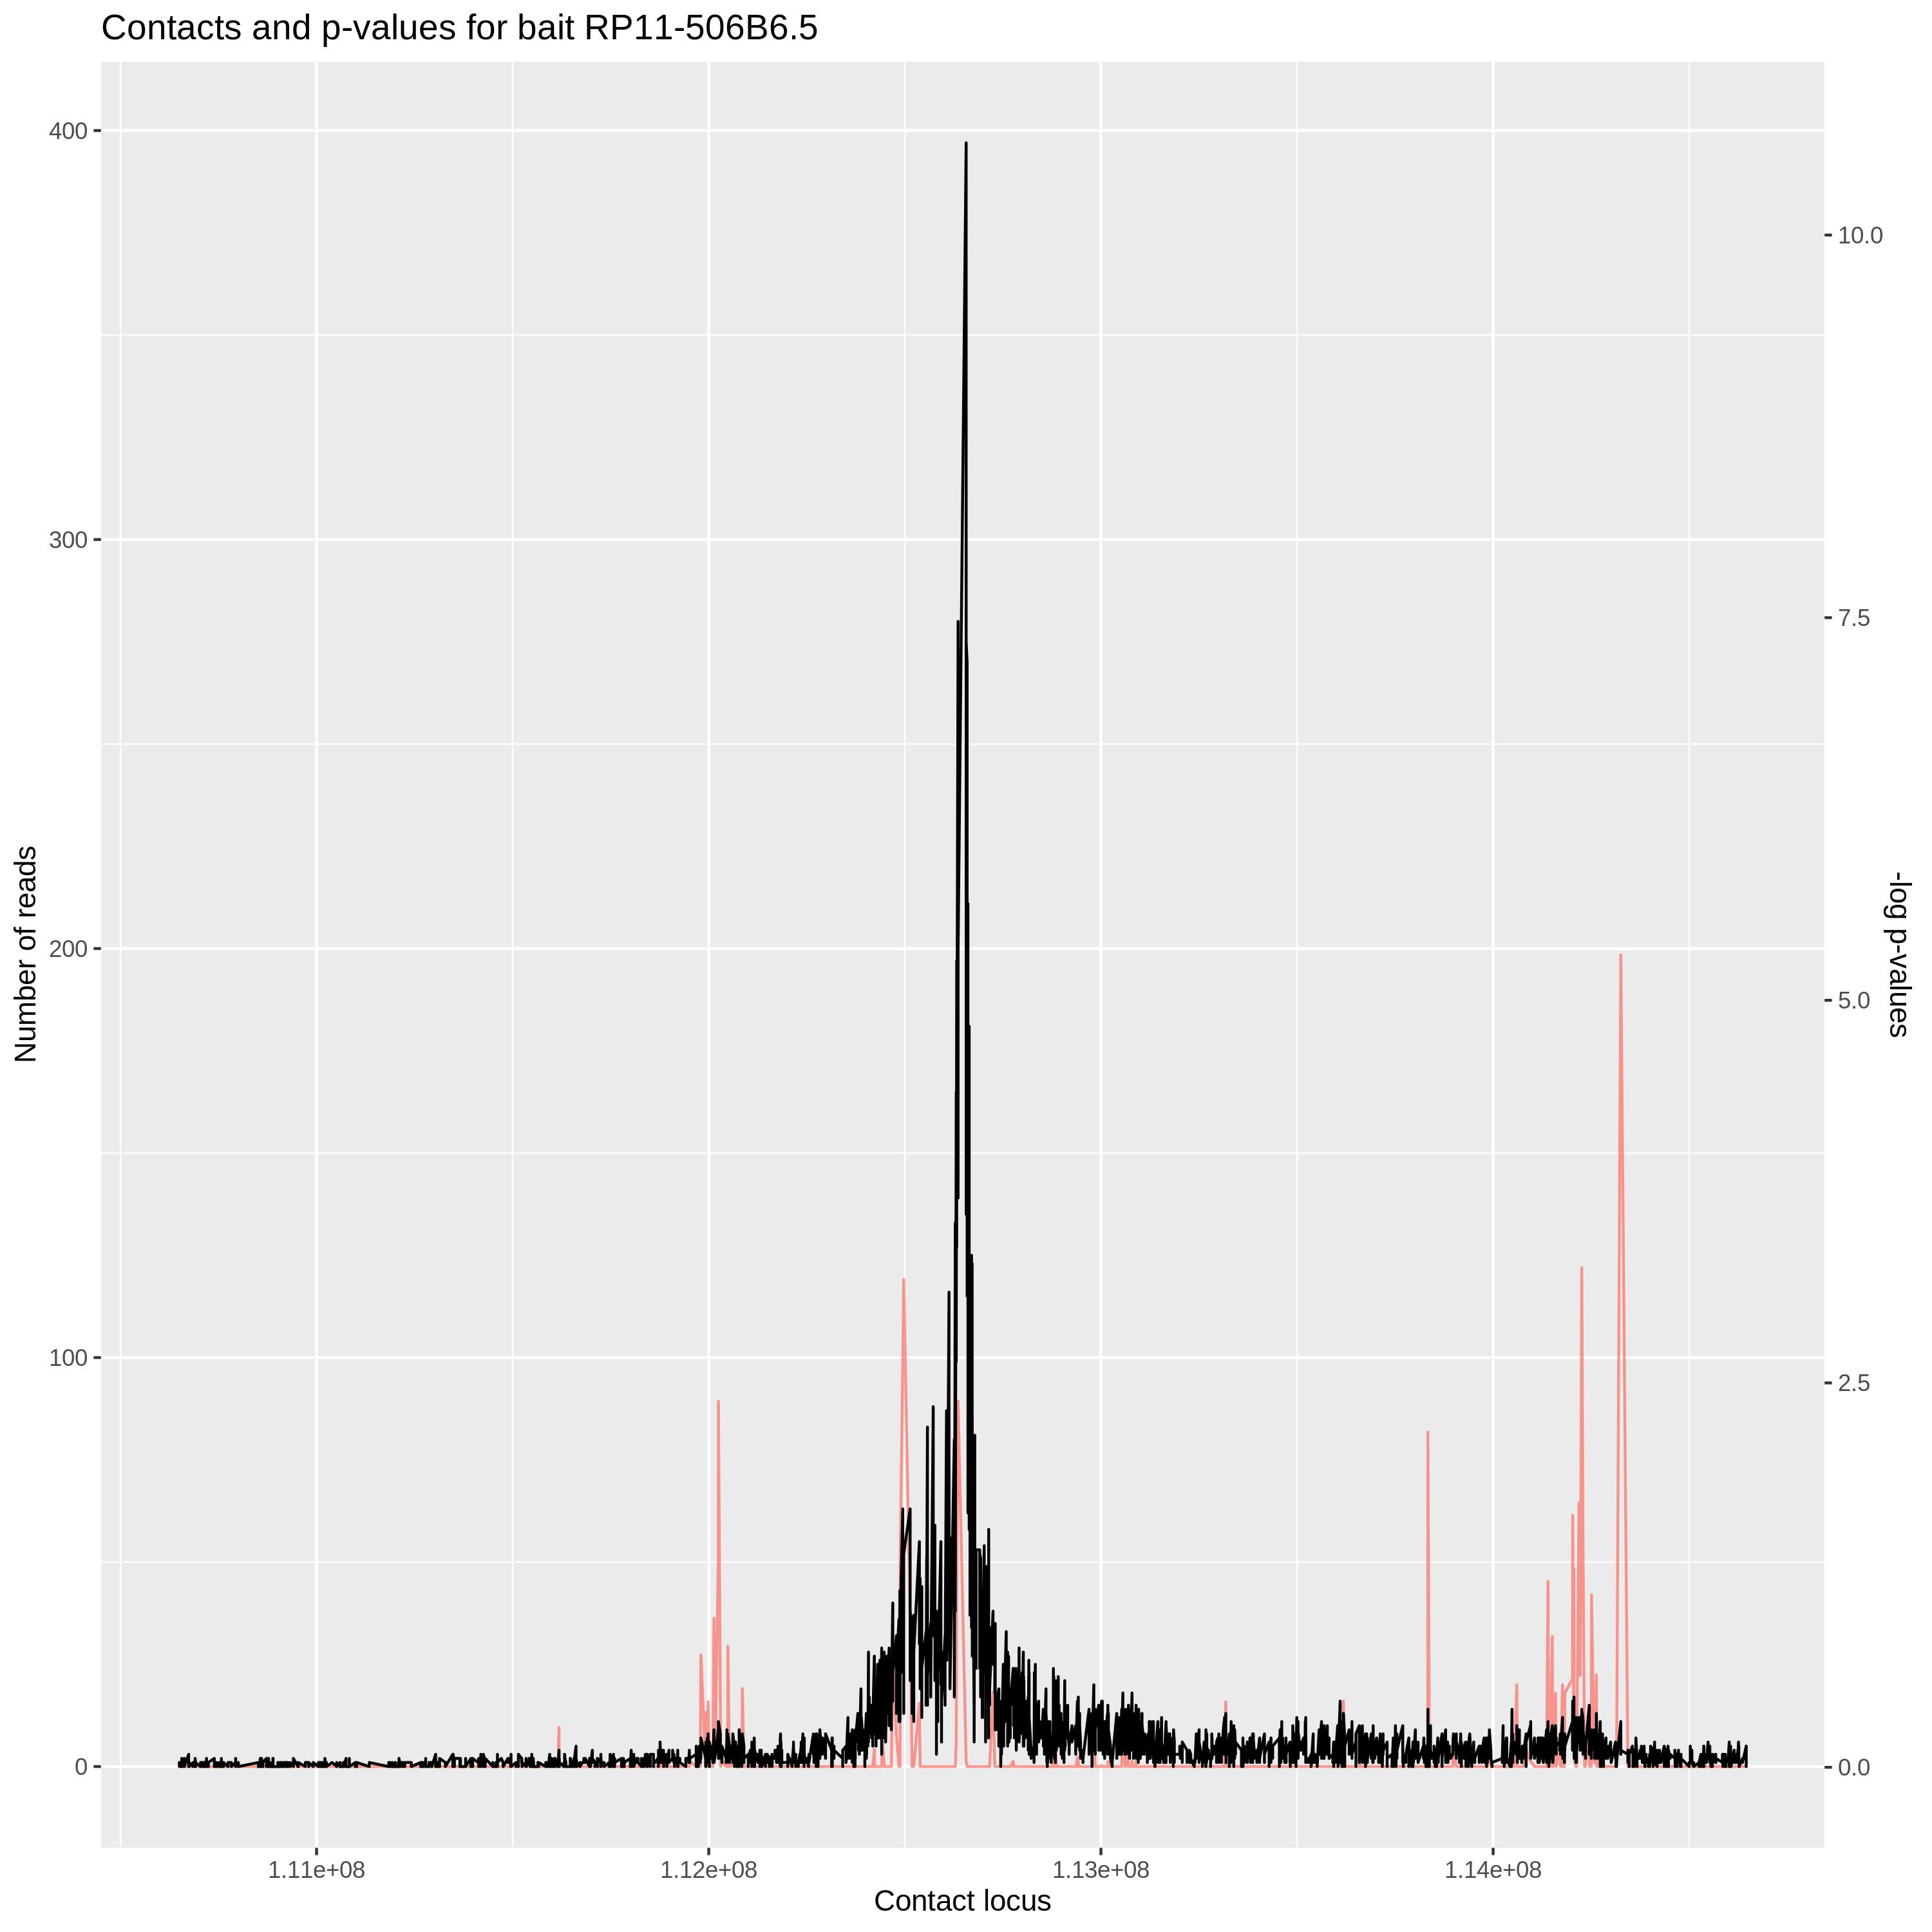 Contacts and p-values for bait RP11-506B6.5
400
300
200
100
0
Number of reads
10.0
7.5
5.0
2.5
0.0
-log p-values
1.11e+08
1.12e+08
1.13e+08
1.14e+08
Contact locus